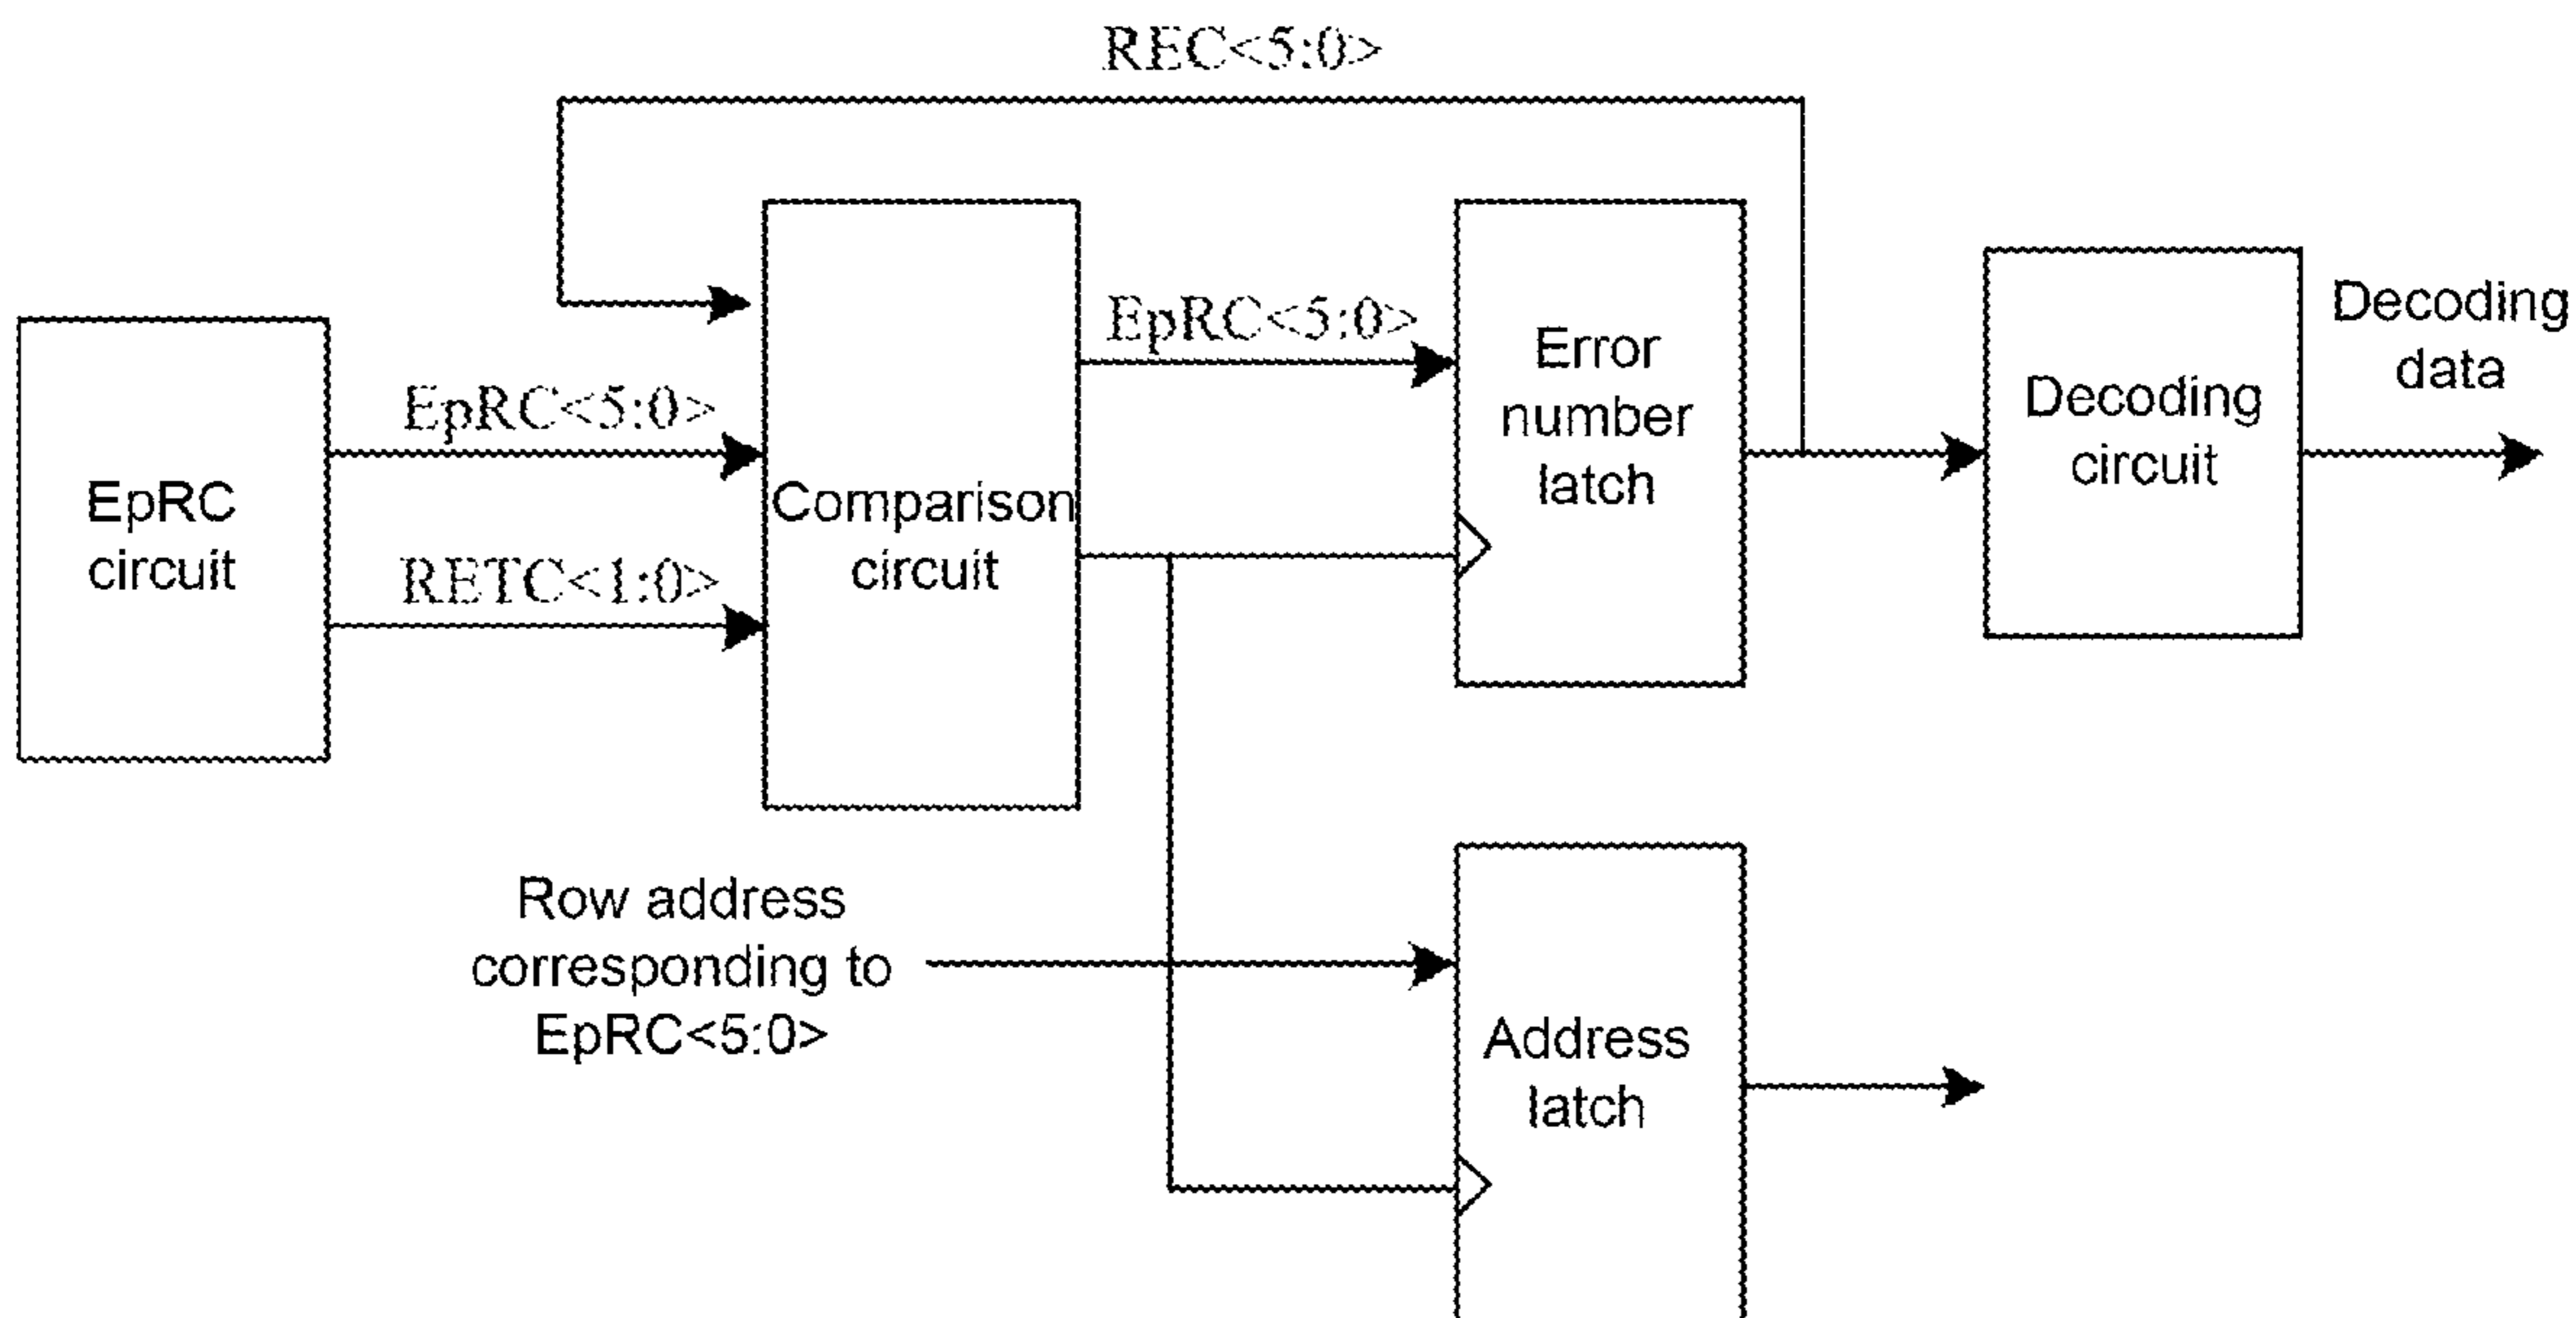 REC<5:0>
EpRC
circuit
EpRC<5:0>
RETC<1:0>
Comparison
circuit
EpRC<5:0>
Error
number
latch
Decoding
circuit
Decoding
data
Row address
corresponding to
EpRC<5:0>
Address
latch